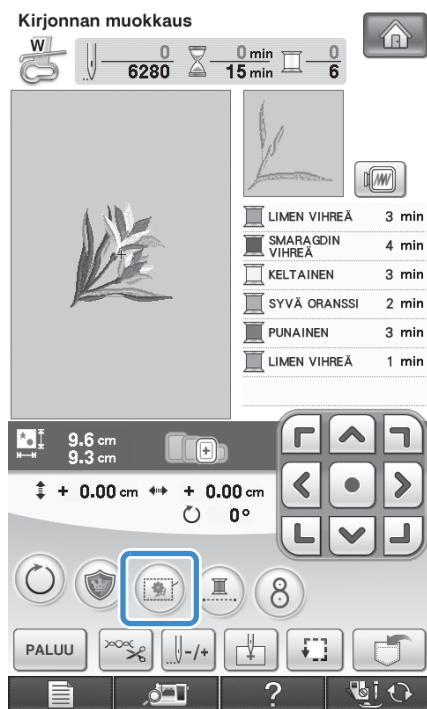 Kirjonnan muokkaus
W
0 0 min 0
6280 15 min 6
LIMEN VIHREÄ 3 min
SMARAGDIN VIHREÄ 4 min
KELTAINEN 3 min
SYVÄ ORANSSI 2 min
PUNAINEN 3 min
LIMEN VIHREÄ 1 min
9.6 cm
9.3 cm
+ 0.00 cm + 0.00 cm
0°
PALUU -/+
?